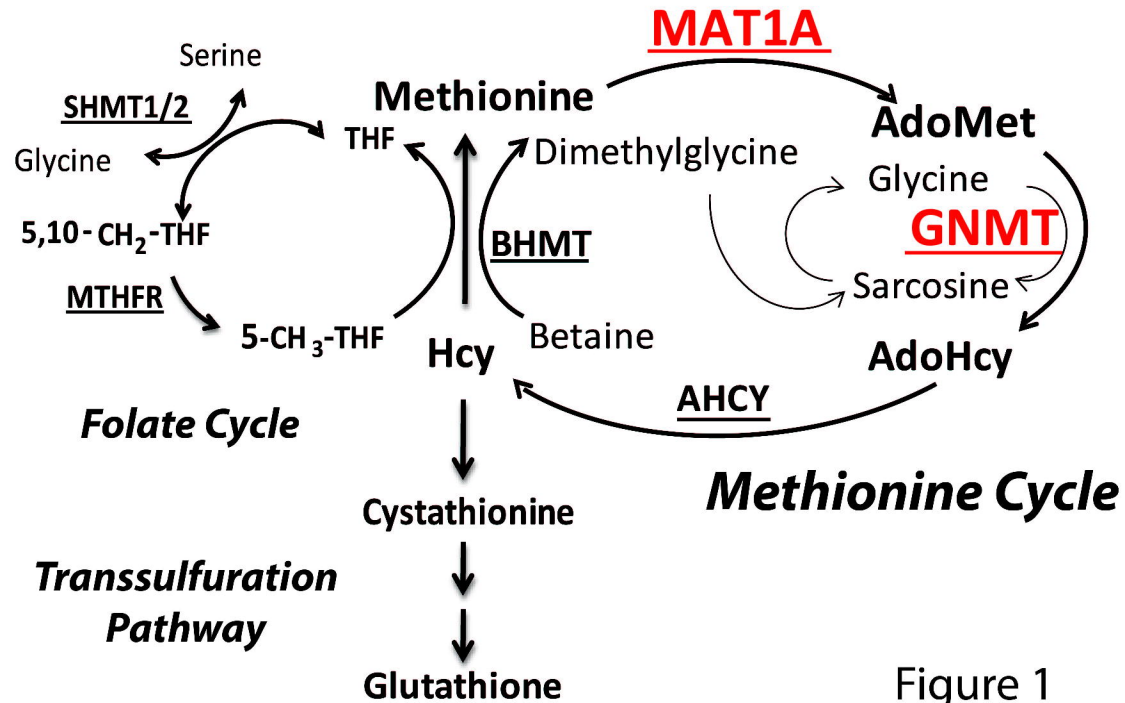 MAT1A
Serine
SHMT1/2
Methionine
AdoMet
THF
Dimethylglycine
Glycine
Glycine
GNMT
5,10-CH2-THF
BHMT
MTHFR
Sarcosine
5-CH3-THF
Hcy
Betaine
AdoHcy
AHCY
Folate Cycle
Methionine Cycle
Cystathionine
Transsulfuration
Pathway
Glutathione
Figure 1